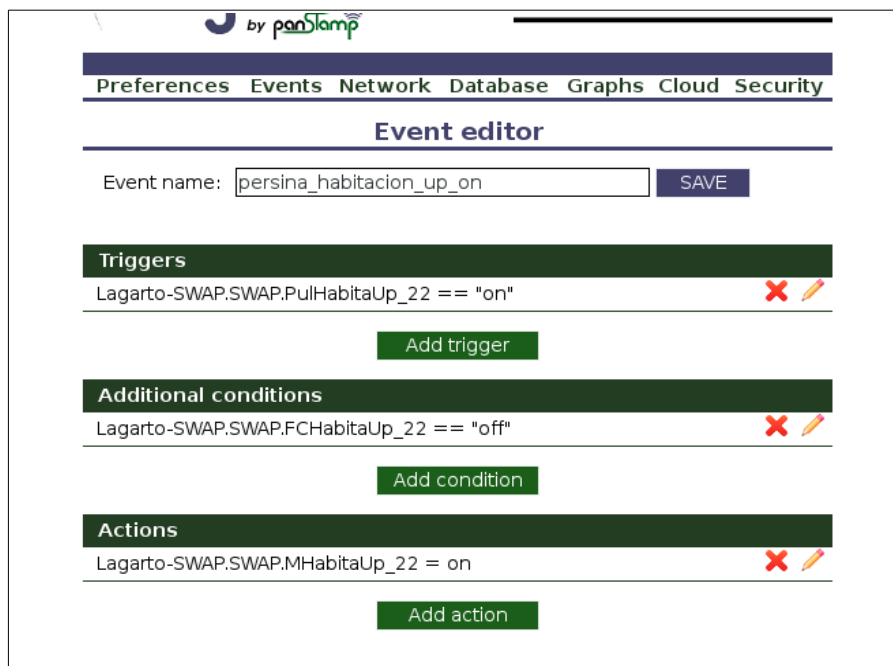 by panStamp
Preferences Events Network Database Graphs Cloud Security
Event editor
Event name: persina_habitacion_up_on SAVE
Triggers
Lagarto-SWAP.SWAP.PulHabitaUp_22 == "on"
Add trigger
Additional conditions
Lagarto-SWAP.SWAP.FCHabitaUp_22 == "off"
Add condition
Actions
Lagarto-SWAP.SWAP.MHabitaUp_22 = on
Add action